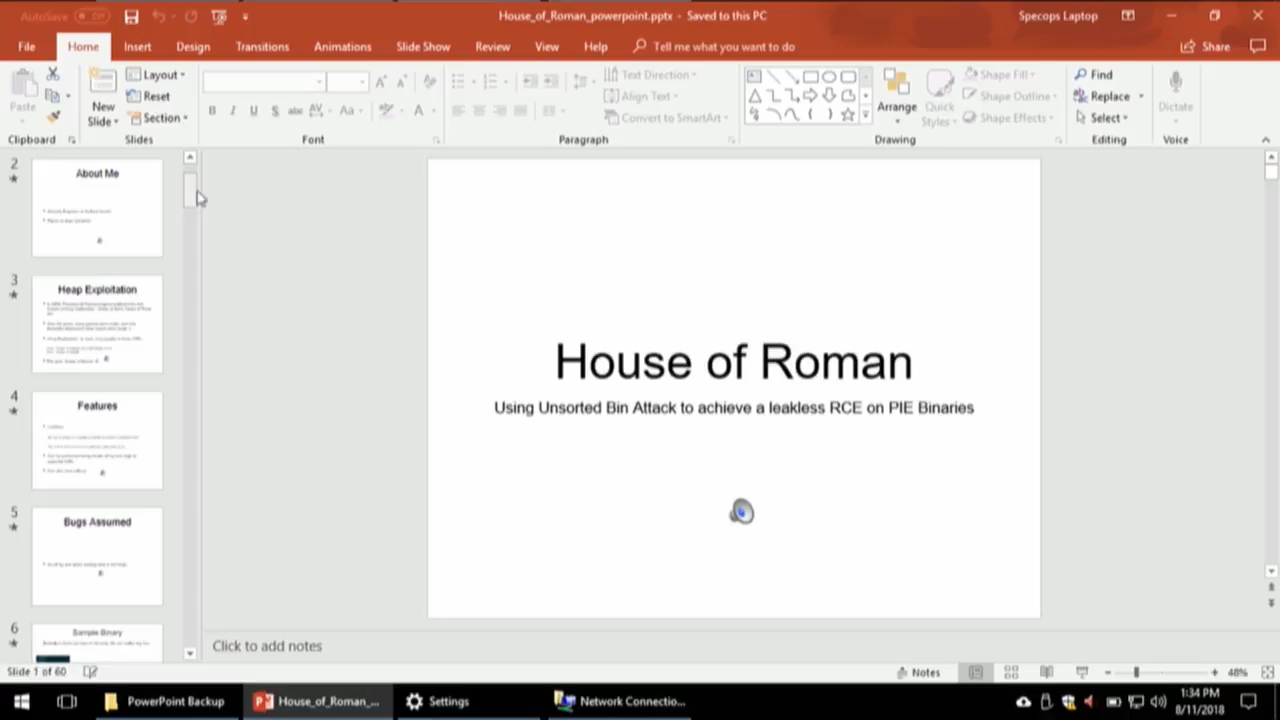 AutoSave Off
House_of_Roman_powerpoint.pptx - Saved to this PC
Specops Laptop
File Home Insert Design Transitions Animations Slide Show Review View Help Tell me what you want to do Share
Paste
New Slide
Layout
Reset
Section
B I U S abc AV Aa A
Text Direction
Align Text
Convert to SmartArt
Arrange
Quick Styles
Shape Fill
Shape Outline
Shape Effects
Find
Replace
Select
Dictate
Clipboard Slides Font Paragraph Drawing Editing Voice
2
About Me
3
Heap Exploitation
4
Features
5
Bugs Assumed
6
Sample Binary
House of Roman
Using Unsorted Bin Attack to achieve a leakless RCE on PIE Binaries
Click to add notes
Slide 1 of 60
Notes
48%
PowerPoint Backup
House_of_Roman_...
Settings
Network Connectio...
1:34 PM
8/11/2018